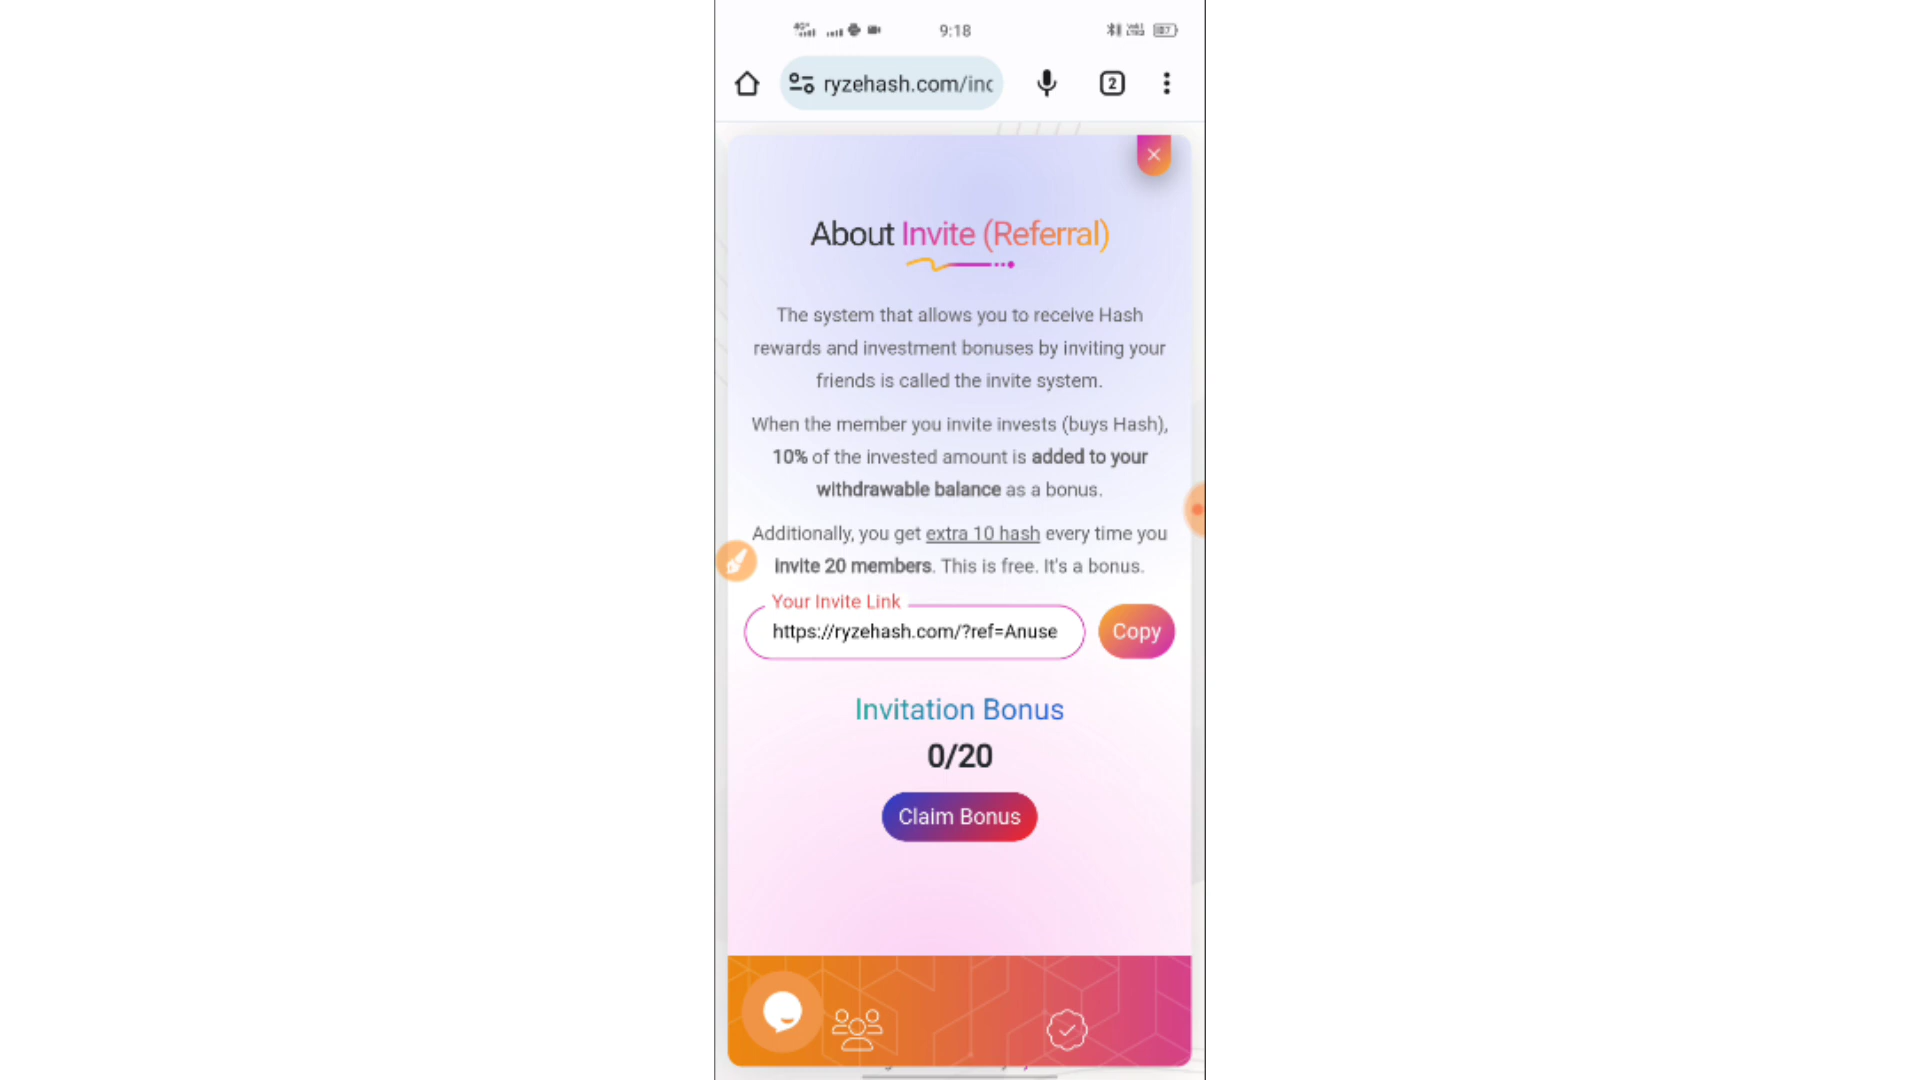 9:18
ryzehash.com/inc
2
About Invite (Referral)
The system that allows you to receive Hash
rewards and investment bonuses by inviting your
friends is called the invite system.
When the member you invite invests (buys Hash),
10% of the invested amount is added to your
withdrawable balance as a bonus.
Additionally, you get extra 10 hash every time you
invite 20 members. This is free. It's a bonus.
Your Invite Link
https://ryzehash.com/?ref=Anuse
Copy
Invitation Bonus
0/20
Claim Bonus